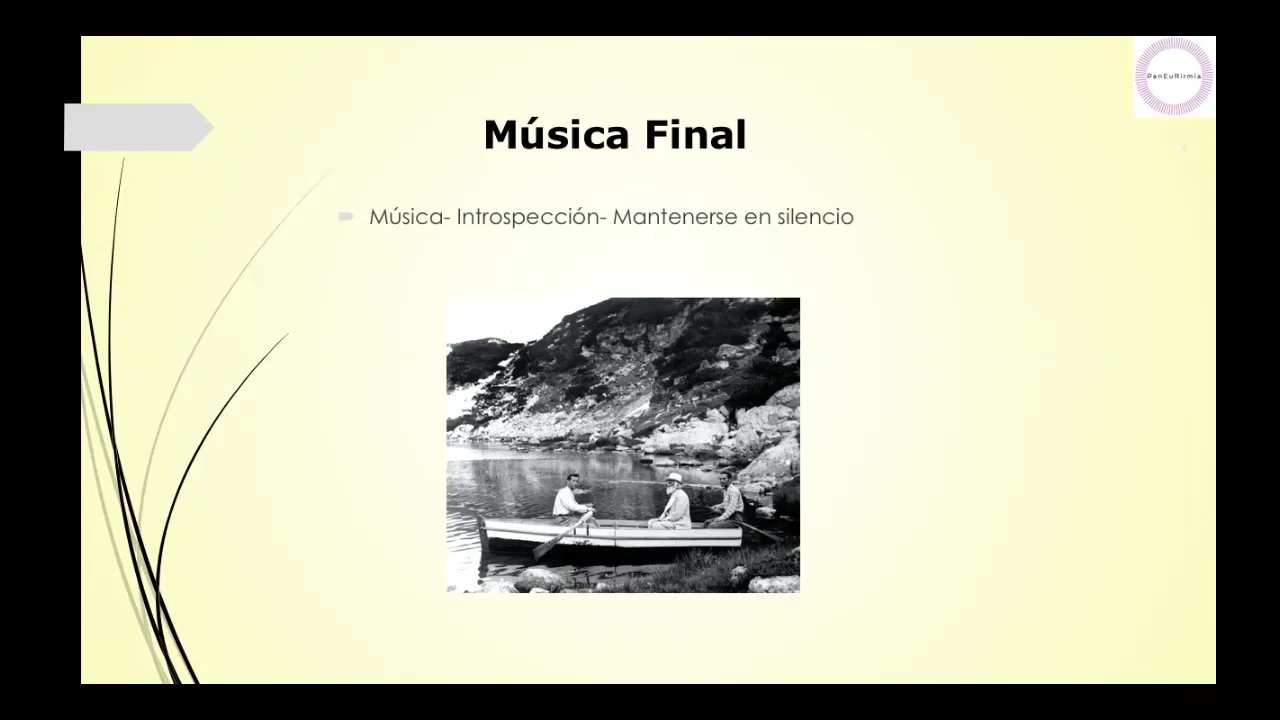 PanEuRitmia
Música Final
Música- Introspección- Mantenerse en silencio